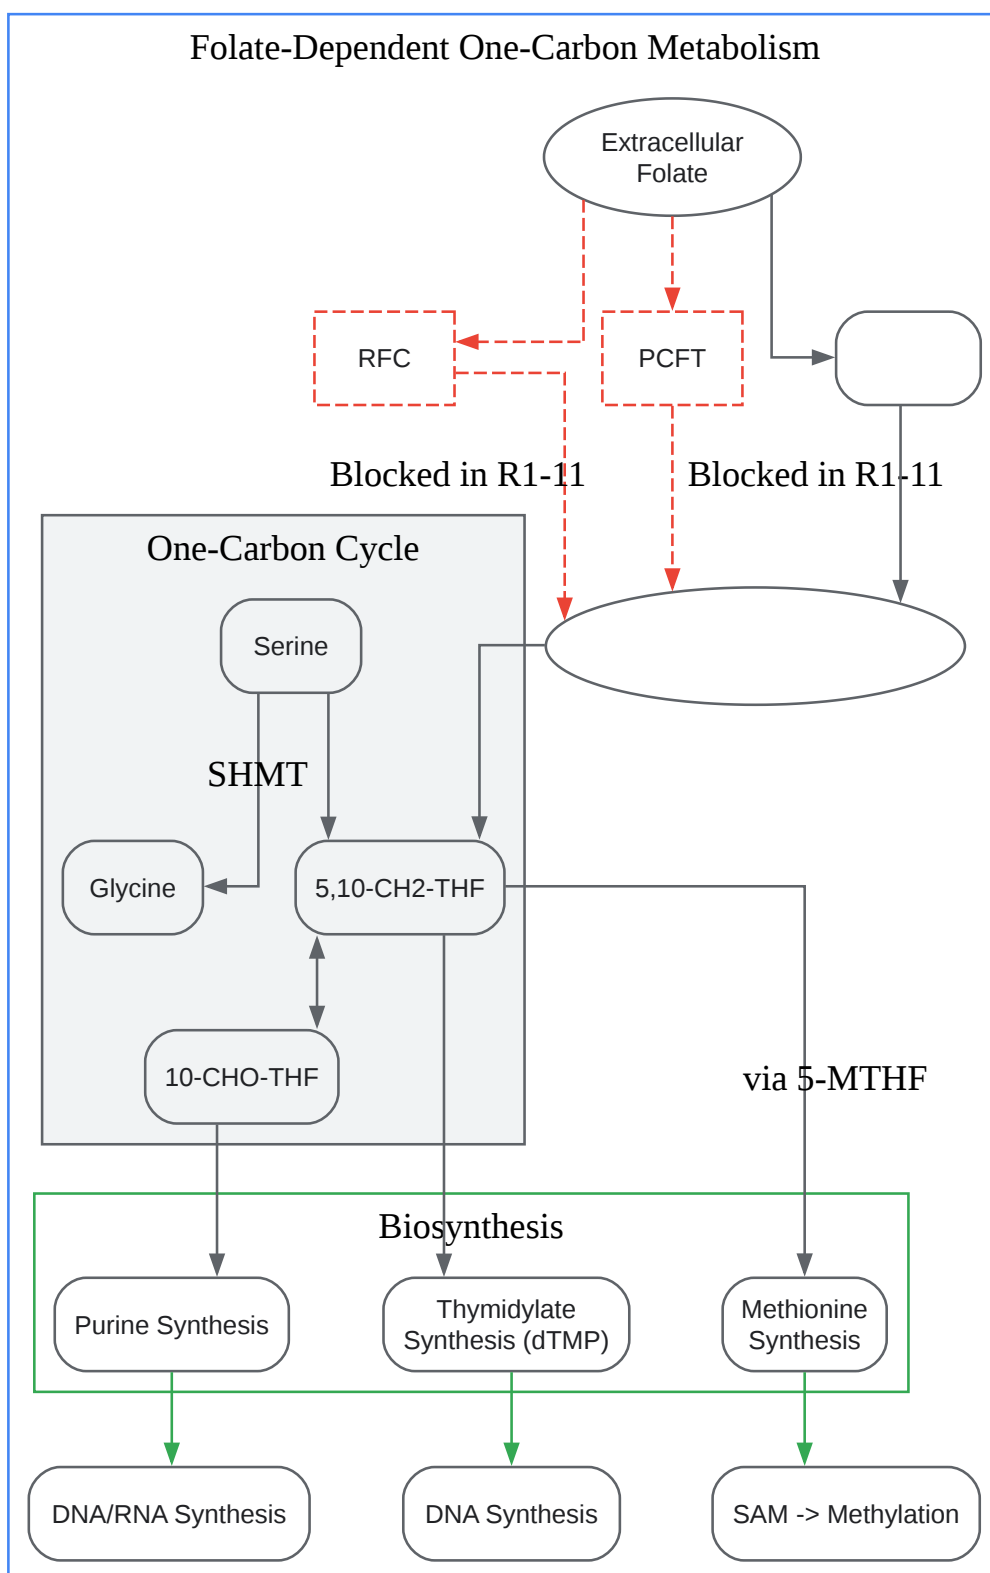 Folate-Dependent One-Carbon Metabolism
Extracellular
Folate
RFC
PCFT
Blocked in R1-11
Blocked in R1-11
One-Carbon Cycle
Serine
SHMT
Glycine
5,10-CH2-THF
10-CHO-THF
via 5-MTHF
Biosynthesis
Purine Synthesis
Thymidylate
Synthesis (dTMP)
Methionine
Synthesis
DNA/RNA Synthesis
DNA Synthesis
SAM -> Methylation